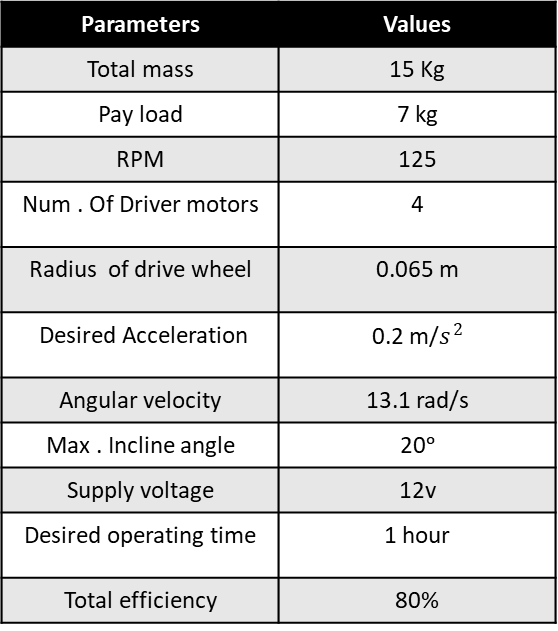 Parameters Values
Total mass 15 Kg
Pay load 7 kg
RPM 125
Num . Of Driver motors 4
Radius of drive wheel 0.065 m
Desired Acceleration 0.2 m/s²
Angular velocity 13.1 rad/s
Max . Incline angle 20°
Supply voltage 12v
Desired operating time 1 hour
Total efficiency 80%